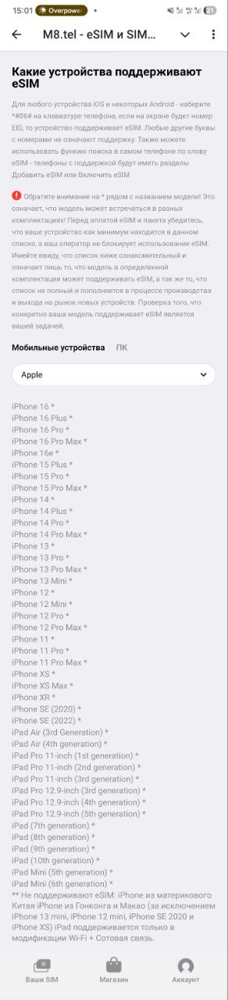 15:01 Overpower • 21
M8.tel - eSIM и SIM...
Какие устройства поддерживают
eSIM
Для любого устройства iOS и некоторых Android - наберите
*#06# на клавиатуре телефона, если на экране будет номер
EID, то устройство поддерживает eSIM. Любые другие буквы
с номерами не означают поддержку. Также можете
использовать функию поиска в самом телефоне по слову
eSIM - телефоны с поддержкой будут иметь разделы
Добавить eSIM или Включить eSIM
Обратите внимание на * рядом с названием модели! Это
означает, что модель может встречаться в разных
комплектациях! Перед оплатой eSIM и пакета убедитесь,
что ваше устройство как минимум находится в данном
списке, а ваш оператор не блокирует использование eSIM.
Имейте ввиду, что список ниже ознакомительный и
означает лишь то, что модель в определенной
комплектации может поддерживать eSIM, а так же то, что
список не полный и пополняется в процессе производства
и выхода на рынок новых устройств. Проверка того, что
конкретно ваша модель поддерживает eSIM является
вашей задачей.
Мобильные устройства ПК
Apple
iPhone 16 *
iPhone 16 Plus *
iPhone 16 Pro *
iPhone 16 Pro Max *
iPhone 16e *
iPhone 15 Plus *
iPhone 15 Pro *
iPhone 15 Pro Max *
iPhone 14 *
iPhone 14 Plus *
iPhone 14 Pro *
iPhone 14 Pro Max *
iPhone 13 *
iPhone 13 Pro *
iPhone 13 Pro Max *
iPhone 13 Mini *
iPhone 12 *
iPhone 12 Mini *
iPhone 12 Pro *
iPhone 12 Pro Max *
iPhone 11 *
iPhone 11 Pro *
iPhone 11 Pro Max *
iPhone XS *
iPhone XS Max *
iPhone XR *
iPhone SE (2020) *
iPhone SE (2022) *
iPad Air (3rd Generation) *
iPad Air (4th generation) *
iPad Pro 11-inch (1st generation) *
iPad Pro 11-inch (2nd generation) *
iPad Pro 11-inch (3rd generation) *
iPad Pro 12.9-inch (3rd generation) *
iPad Pro 12.9-inch (4th generation) *
iPad Pro 12.9-inch (5th generation) *
iPad (7th generation) *
iPad (8th generation) *
iPad (9th generation) *
iPad (10th generation) *
iPad Mini (5th generation) *
iPad Mini (6th generation) *
** Не поддерживают eSIM: iPhone из материкового
Китая iPhone из Гонконга и Макао (за исключением
iPhone 13 mini, iPhone 12 mini, iPhone SE 2020 и
iPhone XS) iPad поддерживается только в
модификации Wi-Fi + Сотовая связь.
Ваши SIM Магазин Аккаунт